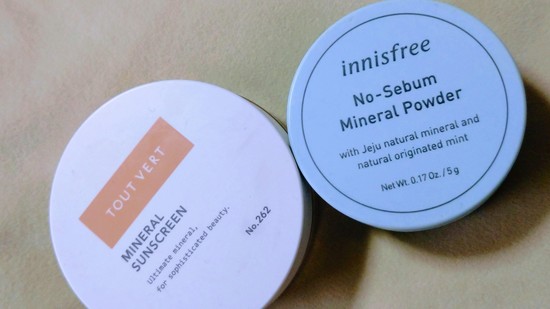 TOUT VERT
MINERAL
SUNSCREEN
Ultimate mineral,
for sophisticated beauty.
No.262
innisfree
No-Sebum
Mineral Powder
with Jeju natural mineral and
natural originated mint
Net Wt. 0.17 Oz. / 5 g